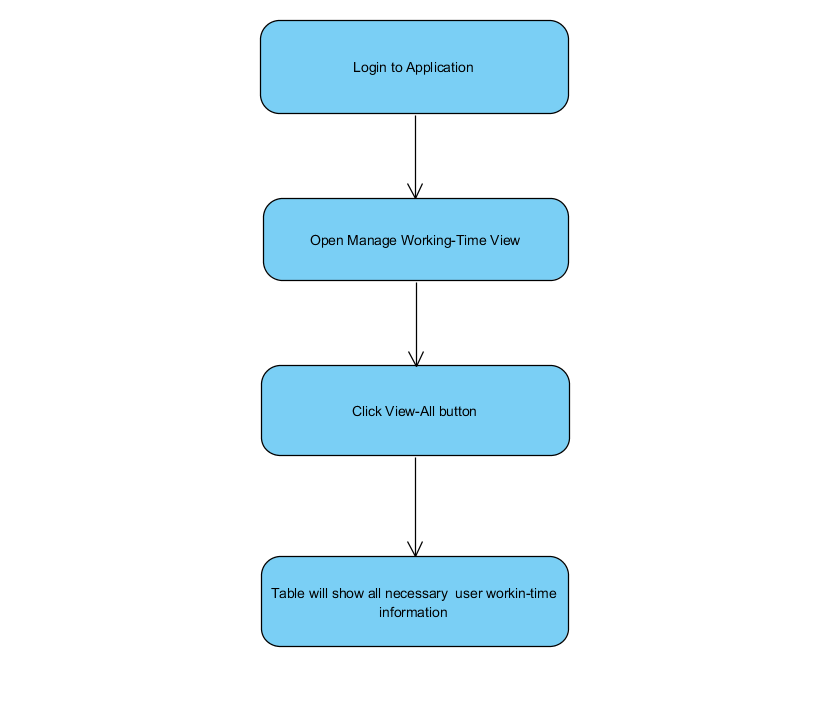 Login to Application
Open Manage Working-Time View
Click View-All button
Table will show all necessary  user workin-time
information